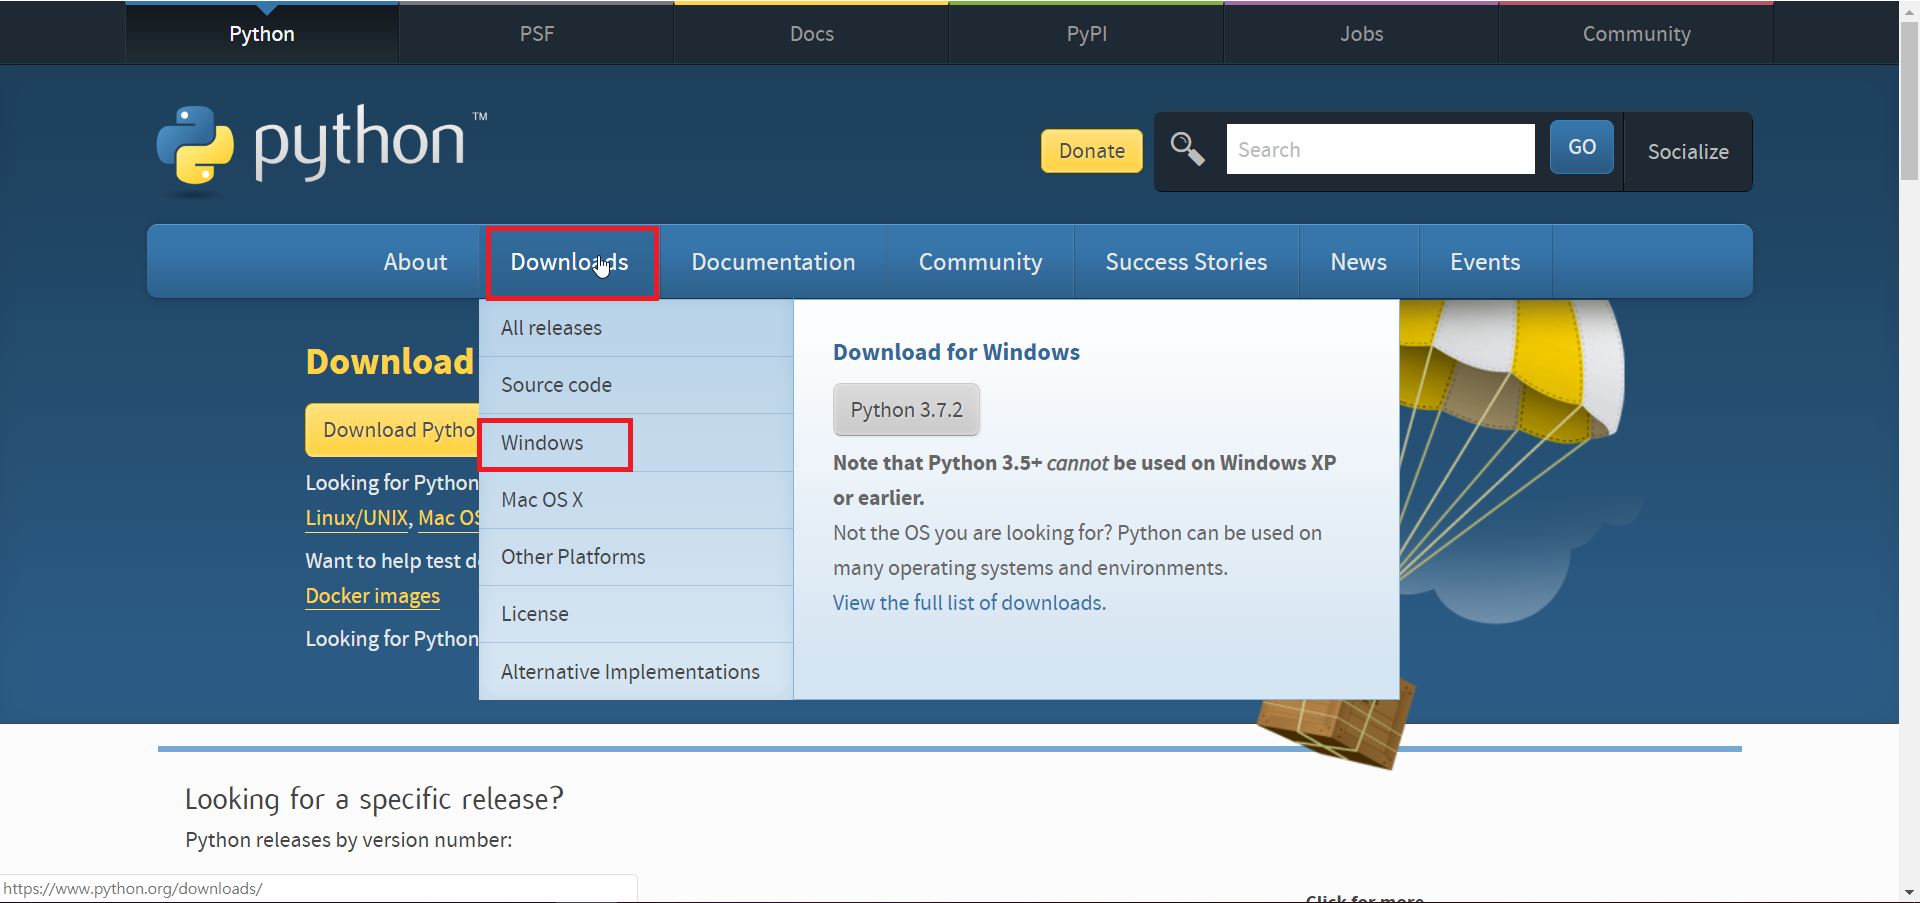 Python
PSF
Docs
PyPI
Jobs
Community
python™
Donate
Search
GO
Socialize
About
Downloads
Documentation
Community
Success Stories
News
Events
Download
Download Pytho
Looking for Python
Linux/UNIX, Mac OS
Want to help test d
Docker images
Looking for Python
All releases
Source code
Windows
Mac OS X
Other Platforms
License
Alternative Implementations
Download for Windows
Python 3.7.2
Note that Python 3.5+ cannot be used on Windows XP
or earlier.
Not the OS you are looking for? Python can be used on
many operating systems and environments.
View the full list of downloads.
Looking for a specific release?
Python releases by version number:
https://www.python.org/downloads/
Click for more